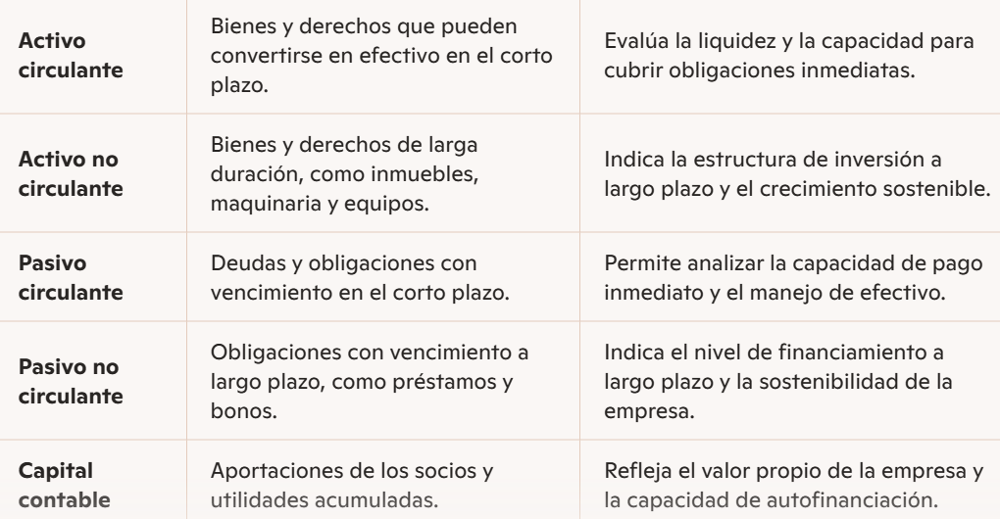 Activo
circulante
Bienes y derechos que pueden
convertirse en efectivo en el corto
plazo.
Evalúa la liquidez y la capacidad para
cubrir obligaciones inmediatas.
Activo no
circulante
Bienes y derechos de larga
duración, como inmuebles,
maquinaria y equipos.
Indica la estructura de inversión a
largo plazo y el crecimiento sostenible.
Pasivo
circulante
Deudas y obligaciones con
vencimiento en el corto plazo.
Permite analizar la capacidad de pago
inmediato y el manejo de efectivo.
Pasivo no
circulante
Obligaciones con vencimiento a
largo plazo, como préstamos y
bonos.
Indica el nivel de financiamiento a
largo plazo y la sostenibilidad de la
empresa.
Capital
contable
Aportaciones de los socios y
utilidades acumuladas.
Refleja el valor propio de la empresa y
la capacidad de autofinanciación.